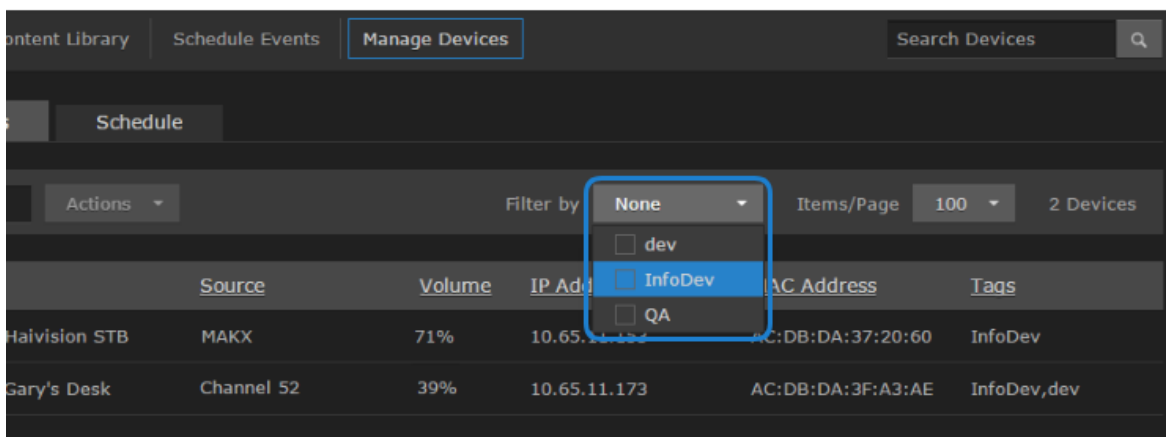 ontent Library Schedule Events Manage Devices Search Devices
s Schedule
Actions Filter by None Items/Page 100 2 Devices
dev
InfoDev
Source Volume IP Add AC Address Tags
QA
Haivision STB MAKX 71% 10.65.11.153 AC:DB:DA:37:20:60 InfoDev
Gary's Desk Channel 52 39% 10.65.11.173 AC:DB:DA:3F:A3:AE InfoDev,dev